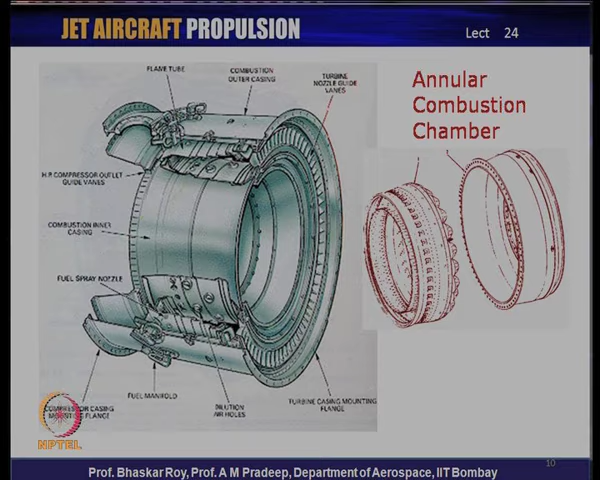 JET AIRCRAFT PROPULSION
Lect 24
FLAME TUBE
COMBUSTION
OUTER CASING
TURBINE
NOZZLE GUIDE
VANES
Annular
Combustion
Chamber
H.P. COMPRESSOR OUTLET
GUIDE VANES
COMBUSTION INNER
CASING
FUEL SPRAY NOZZLE
COMPRESSOR CASING
MOUNTING FLANGE
FUEL MANIFOLD
DILUTION
AIR HOLES
TURBINE CASING MOUNTING
FLANGE
NPTEL
10
Prof. Bhaskar Roy, Prof. A M Pradeep, Department of Aerospace, IIT Bombay